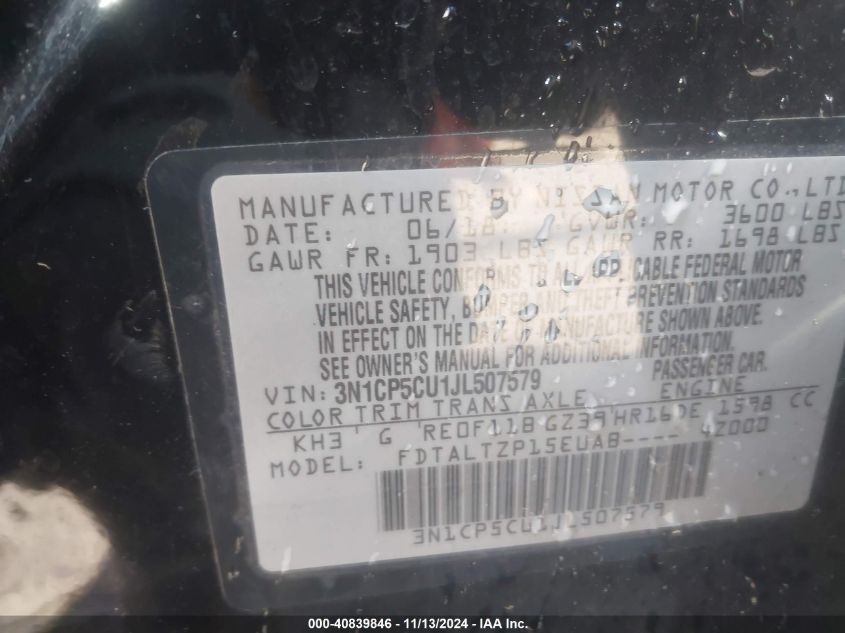 MANUFACTURED BY NISSAN MOTOR CO.,LTD
DATE: 06/18 GVWR: 3600 LBS
GAWR FR: 1903 LBS GAWR RR: 1698 LBS
THIS VEHICLE CONFORMS TO ALL APPLICABLE FEDERAL MOTOR
VEHICLE SAFETY, BUMPER AND THEFT PREVENTION STANDARDS
IN EFFECT ON THE DATE OF MANUFACTURE SHOWN ABOVE.
SEE OWNER'S MANUAL FOR ADDITIONAL INFORMATION.
VIN: 3N1CP5CU1JL507579 PASSENGER CAR.
COLOR TRIM TRANS AXLE ENGINE
KH3 G RE0F11B GZ39 HR16DE 1598 CC
MODEL: FDTALTZP15EUAB---- 4Z000
3N1CP5CU1JL507579
000-40839846 - 11/13/2024 - IAA Inc.